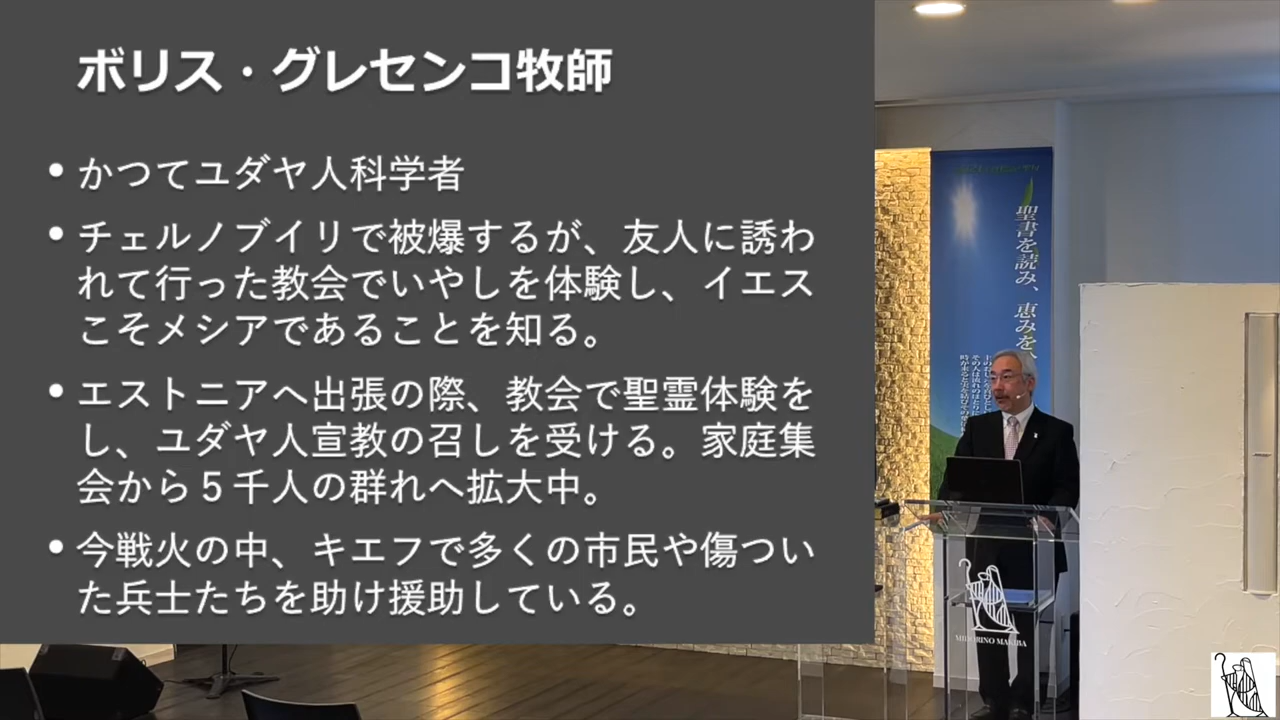 ボリス・グレセンコ牧師
• かつてユダヤ人科学者
• チェルノブイリで被爆するが、友人に誘わ
れて行った教会でいやしを体験し、イエス
こそメシアであることを知る。
• エストニアへ出張の際、教会で聖霊体験を
し、ユダヤ人宣教の召しを受ける。家庭集
会から５千人の群れへ拡大中。
• 今戦火の中、キエフで多くの市民や傷つい
た兵士たちを助け援助している。
聖書を読み、恵みを
MIDORINO MAKIBA